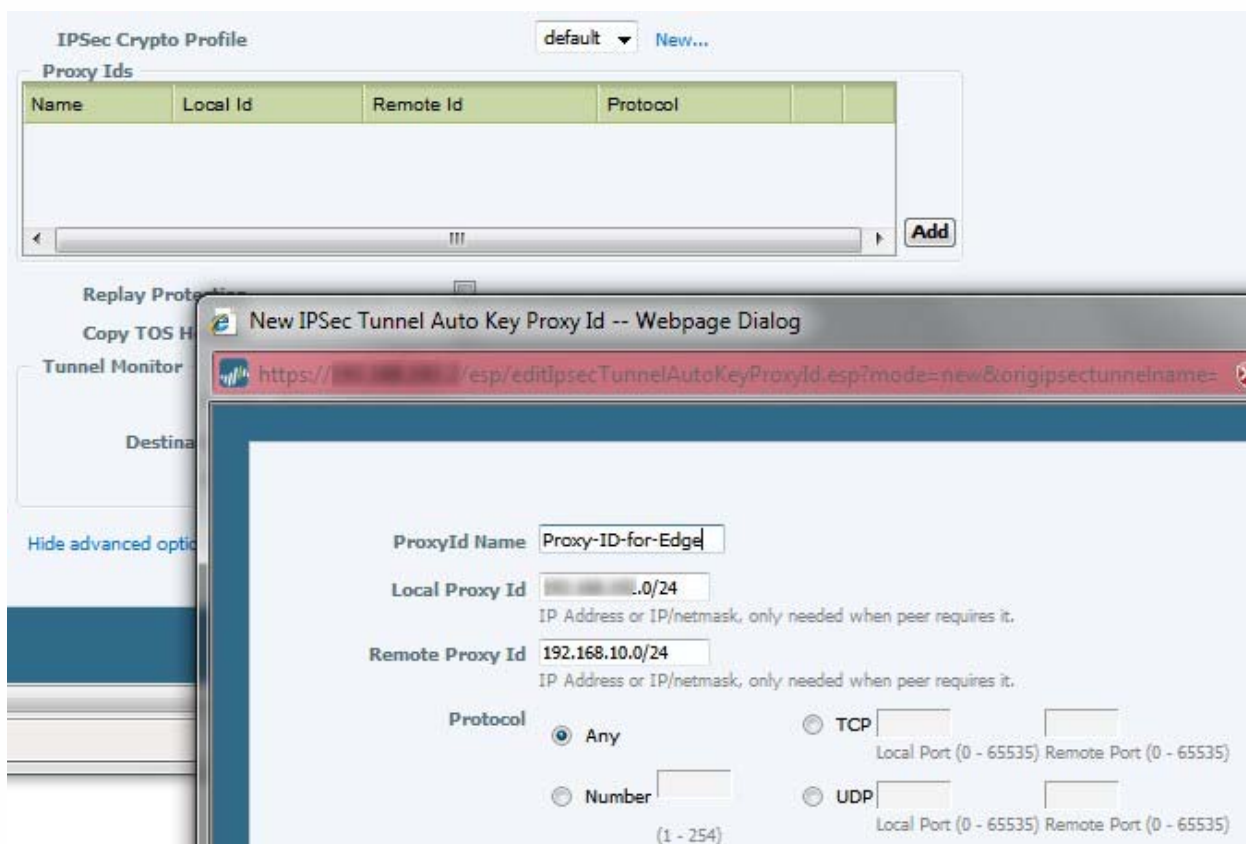 IPSec Crypto Profile default New...
Proxy Ids
Name Local Id Remote Id Protocol
Add
Replay
Copy TOS
New IPSec Tunnel Auto Key Proxy Id -- Webpage Dialog
Tunnel Monitor
https:// /esp/editIpsecTunnelAutoKeyProxyId.esp?mode=new&origipsectunnelname=
Hide advanced
ProxyId Name Proxy-ID-for-Edge
Local Proxy Id .0/24
IP Address or IP/netmask, only needed when peer requires it.
Remote Proxy Id 192.168.10.0/24
IP Address or IP/netmask, only needed when peer requires it.
Protocol Any TCP
Local Port (0 - 65535) Remote Port (0 - 65535)
Number UDP
(1 - 254) Local Port (0 - 65535) Remote Port (0 - 65535)